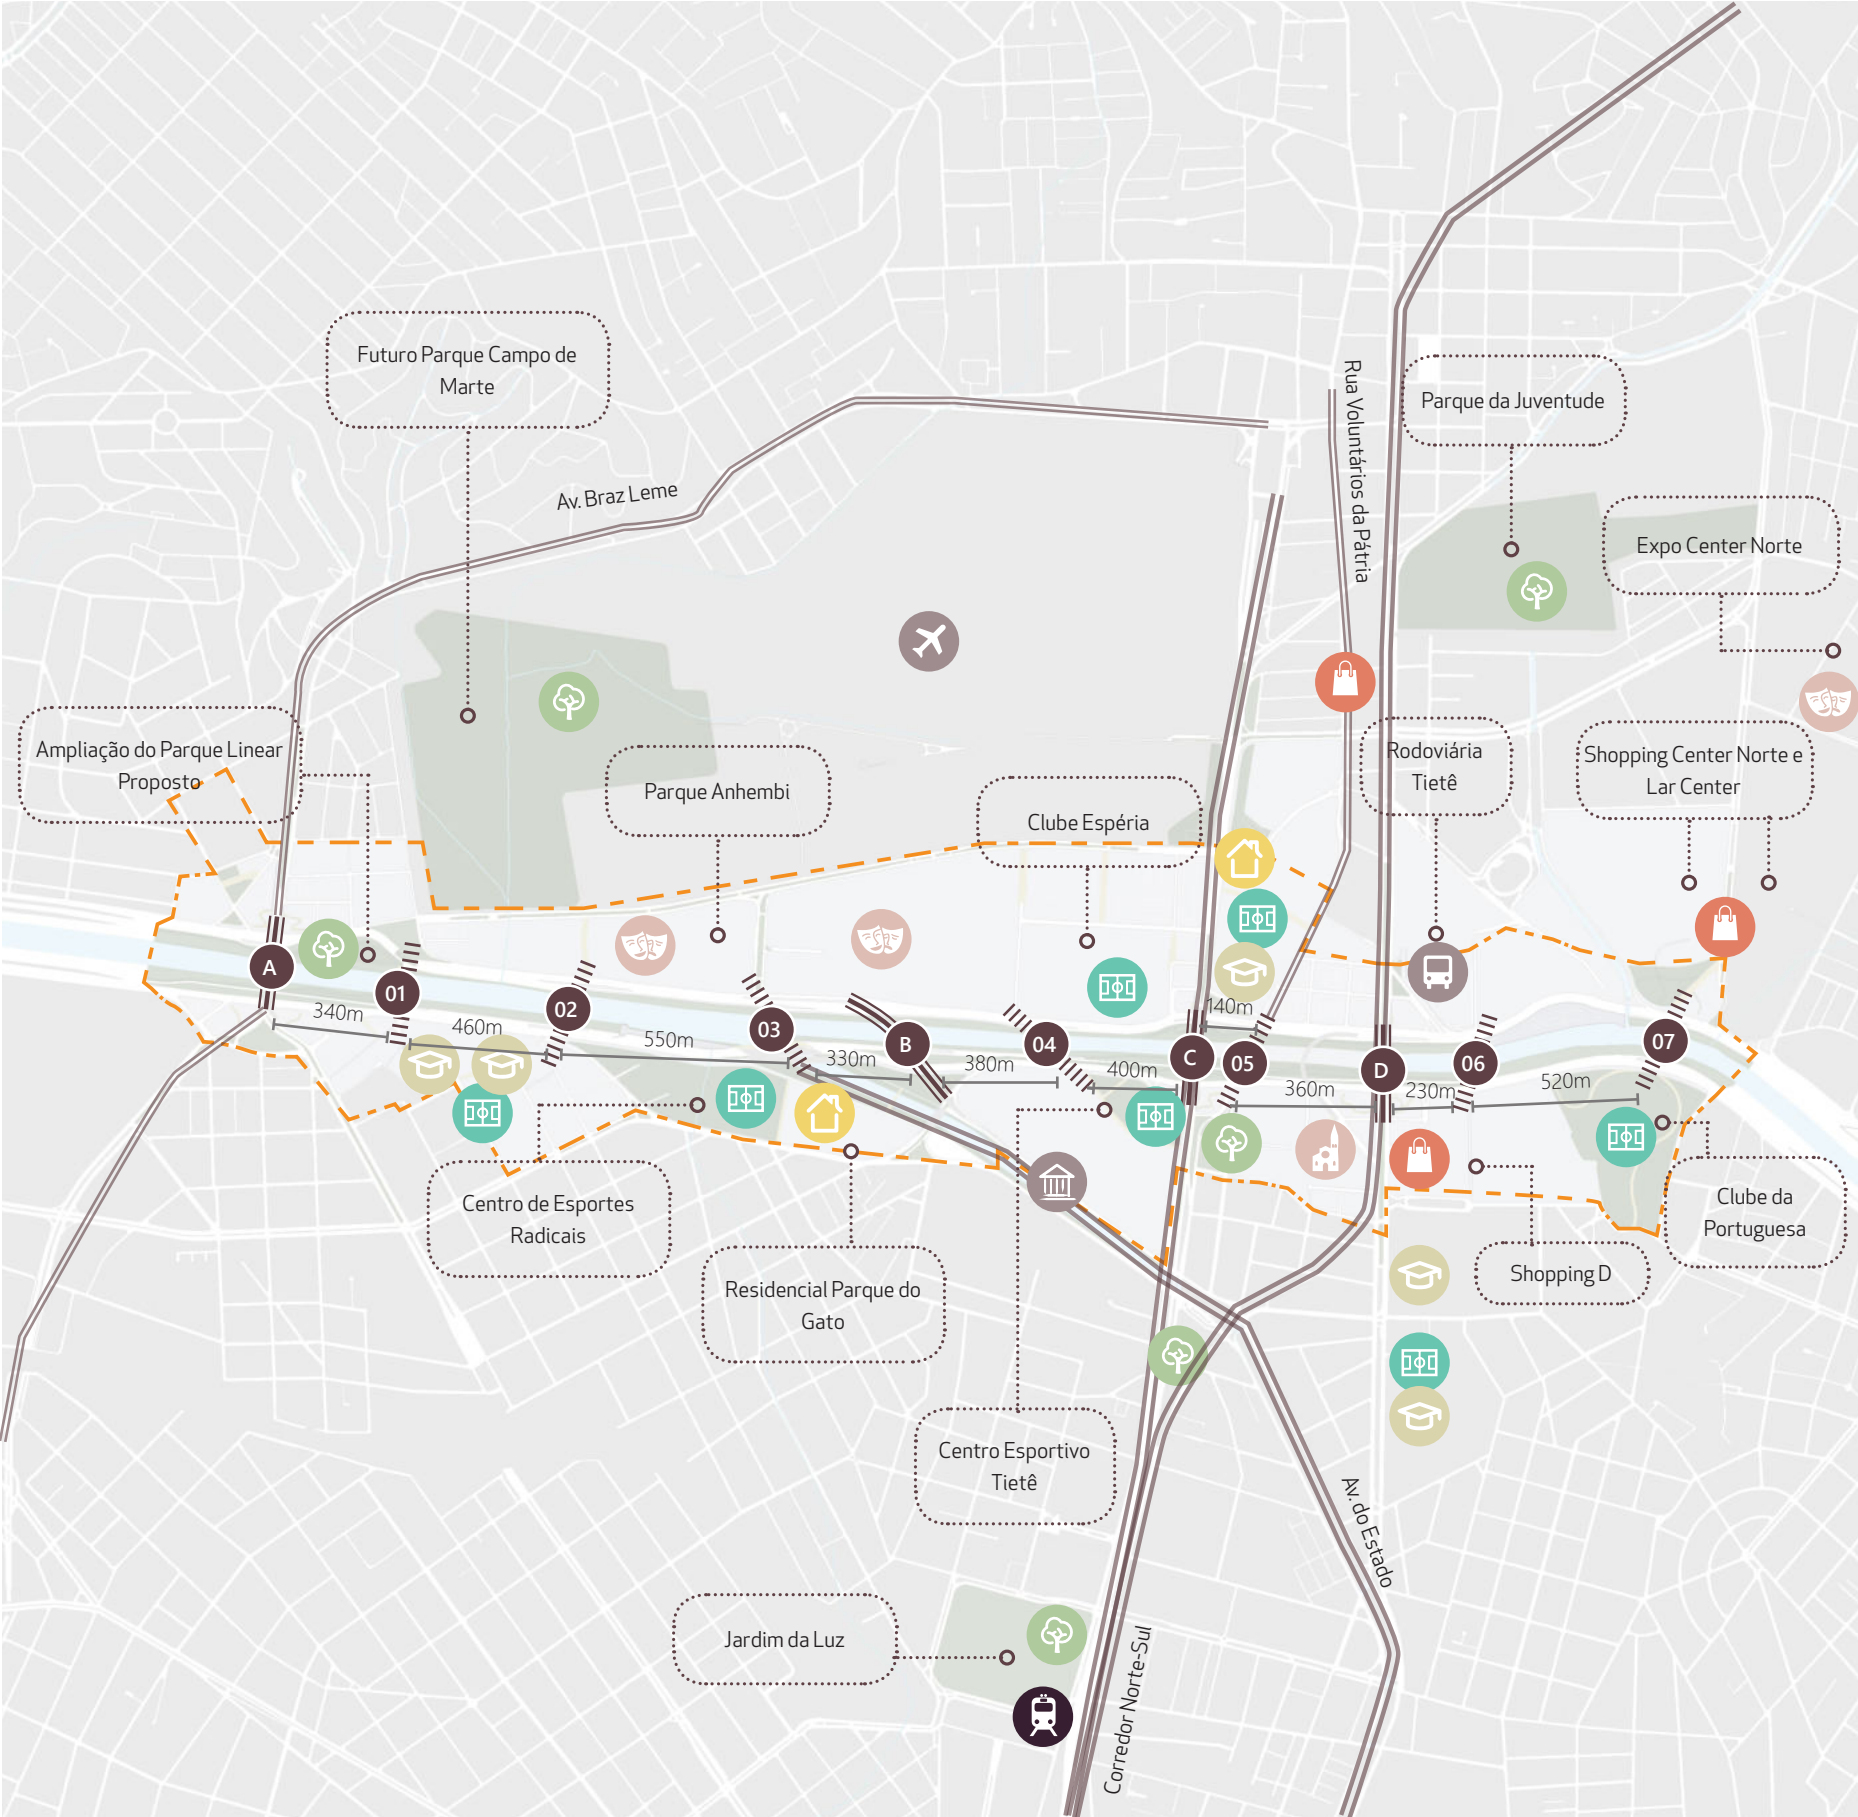 Futuro Parque Campo de
Marte
Rua Voluntários da Pátria
Parque da Juventude
Av. Braz Leme
Expo Center Norte
Ampliação do Parque Linear
Proposto
Parque Anhembi
Clube Espéria
Rodoviária
Tietê
Shopping Center Norte e
Lar Center
A
01
02
03
B
04
C
05
D
06
07
340m
460m
550m
330m
380m
400m
140m
360m
230m
520m
Centro de Esportes
Radicais
Residencial Parque do
Gato
Clube da
Portuguesa
Shopping D
Centro Esportivo
Tietê
Av. do Estado
Jardim da Luz
Corredor Norte-Sul